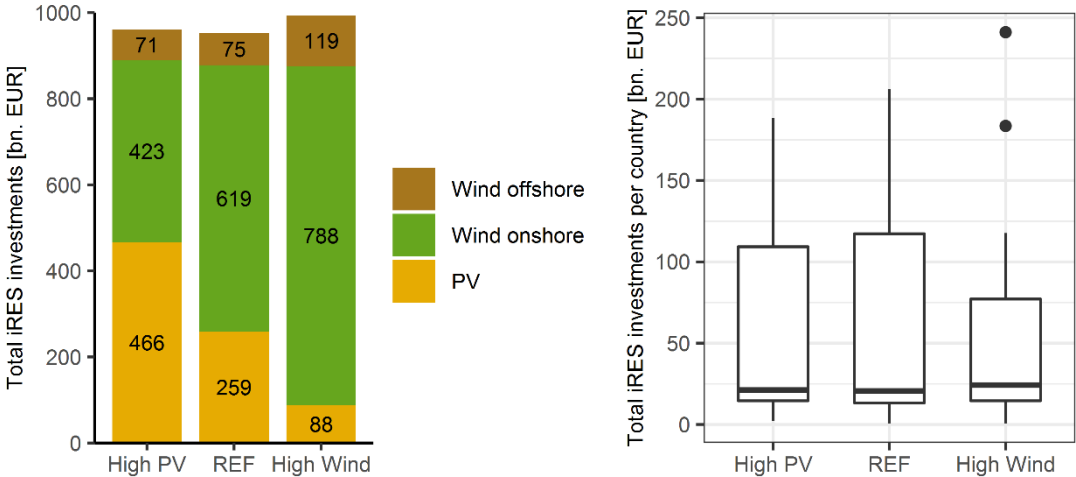 Total iRES investments [bn. EUR]
1000
800
600
400
200
0
71
423
466
75
619
259
119
788
88
High PV
REF
High Wind
Wind offshore
Wind onshore
PV
Total iRES investments per country [bn. EUR]
250
200
150
100
50
0
High PV
REF
High Wind